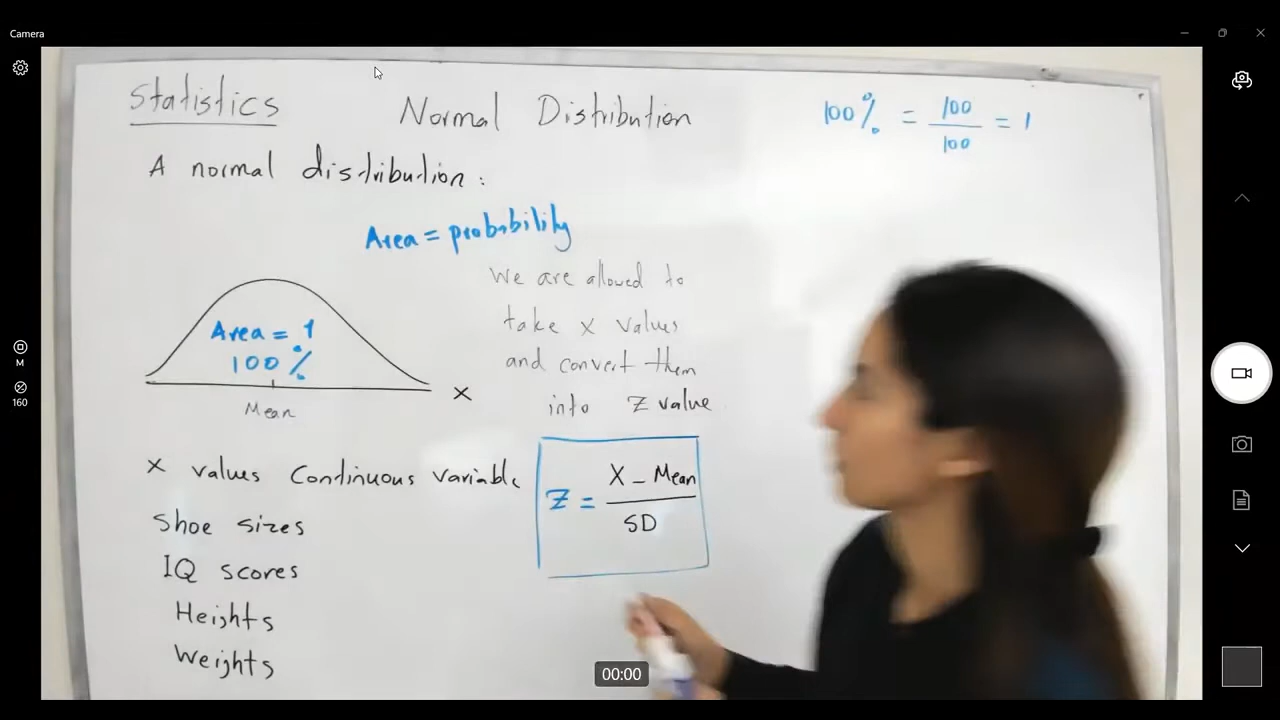 Camera
Statistics
Normal Distribution
100% = 100/100 = 1
A normal distribution:
Area = probability
We are allowed to
take x values
and convert them
into Z value
Area = 1
100%
Mean
x
x values Continuous variable
Shoe sizes
IQ scores
Heights
Weights
Z = X - Mean
SD
M
160
00:00